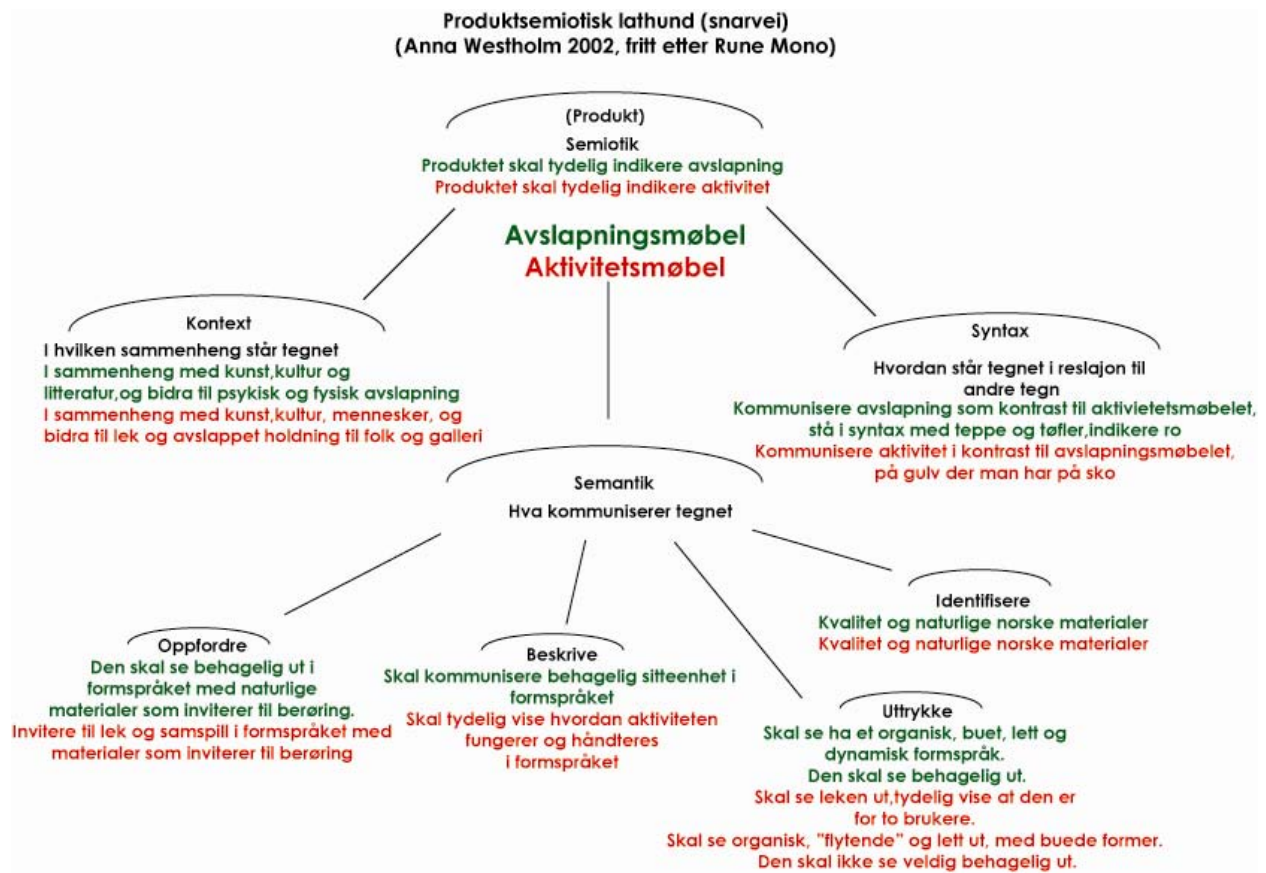 Produktsemiotisk lathund (snarvei)
(Anna Westholm 2002, fritt etter Rune Mono)
(Produkt)
Semiotik
Produktet skal tydelig indikere avslapning
Produktet skal tydelig indikere aktivitet
Avslapningsmøbel
Aktivitetsmøbel
Kontext
I hvilken sammenheng står tegnet
I sammenheng med kunst,kultur og
litteratur,og bidra til psykisk og fysisk avslapning
I sammenheng med kunst,kultur, mennesker, og
bidra til lek og avslappet holdning til folk og galleri
Syntax
Hvordan står tegnet i reslajon til
andre tegn
Kommunisere avslapning som kontrast til aktivietetsmøbelet,
stå i syntax med teppe og tøfler,indikere ro
Kommunisere aktivitet i kontrast til avslapningsmøbelet,
på gulv der man har på sko
Semantik
Hva kommuniserer tegnet
Oppfordre
Den skal se behagelig ut i
formspråket med naturlige
materialer som inviterer til berøring.
Invitere til lek og samspill i formspråket med
materialer som inviterer til berøring
Beskrive
Skal kommunisere behagelig sitteenhet i
formspråket
Skal tydelig vise hvordan aktiviteten
fungerer og håndteres
i formspråket
Uttrykke
Skal se ha et organisk, buet, lett og
dynamisk formspråk.
Den skal se behagelig ut.
Skal se leken ut,tydelig vise at den er
for to brukere.
Skal se organisk, "flytende" og lett ut, med buede former.
Den skal ikke se veldig behagelig ut.
Identifisere
Kvalitet og naturlige norske materialer
Kvalitet og naturlige norske materialer